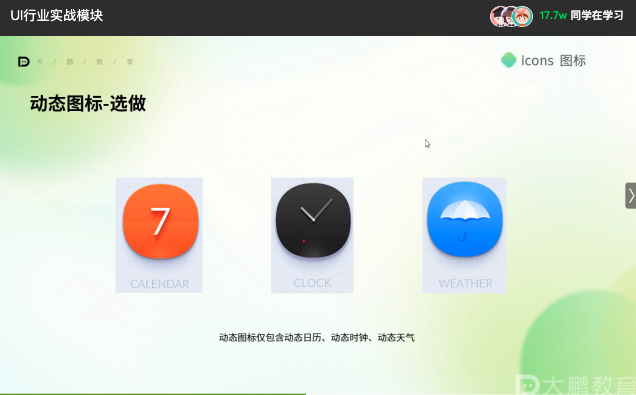 UI行业实战模块
17.7w 同学在学习
大 / 鹏 / 教 / 育
icons 图标
动态图标-选做
7
CALENDAR
CLOCK
WEATHER
动态图标仅包含动态日历、动态时钟、动态天气
大鹏教育